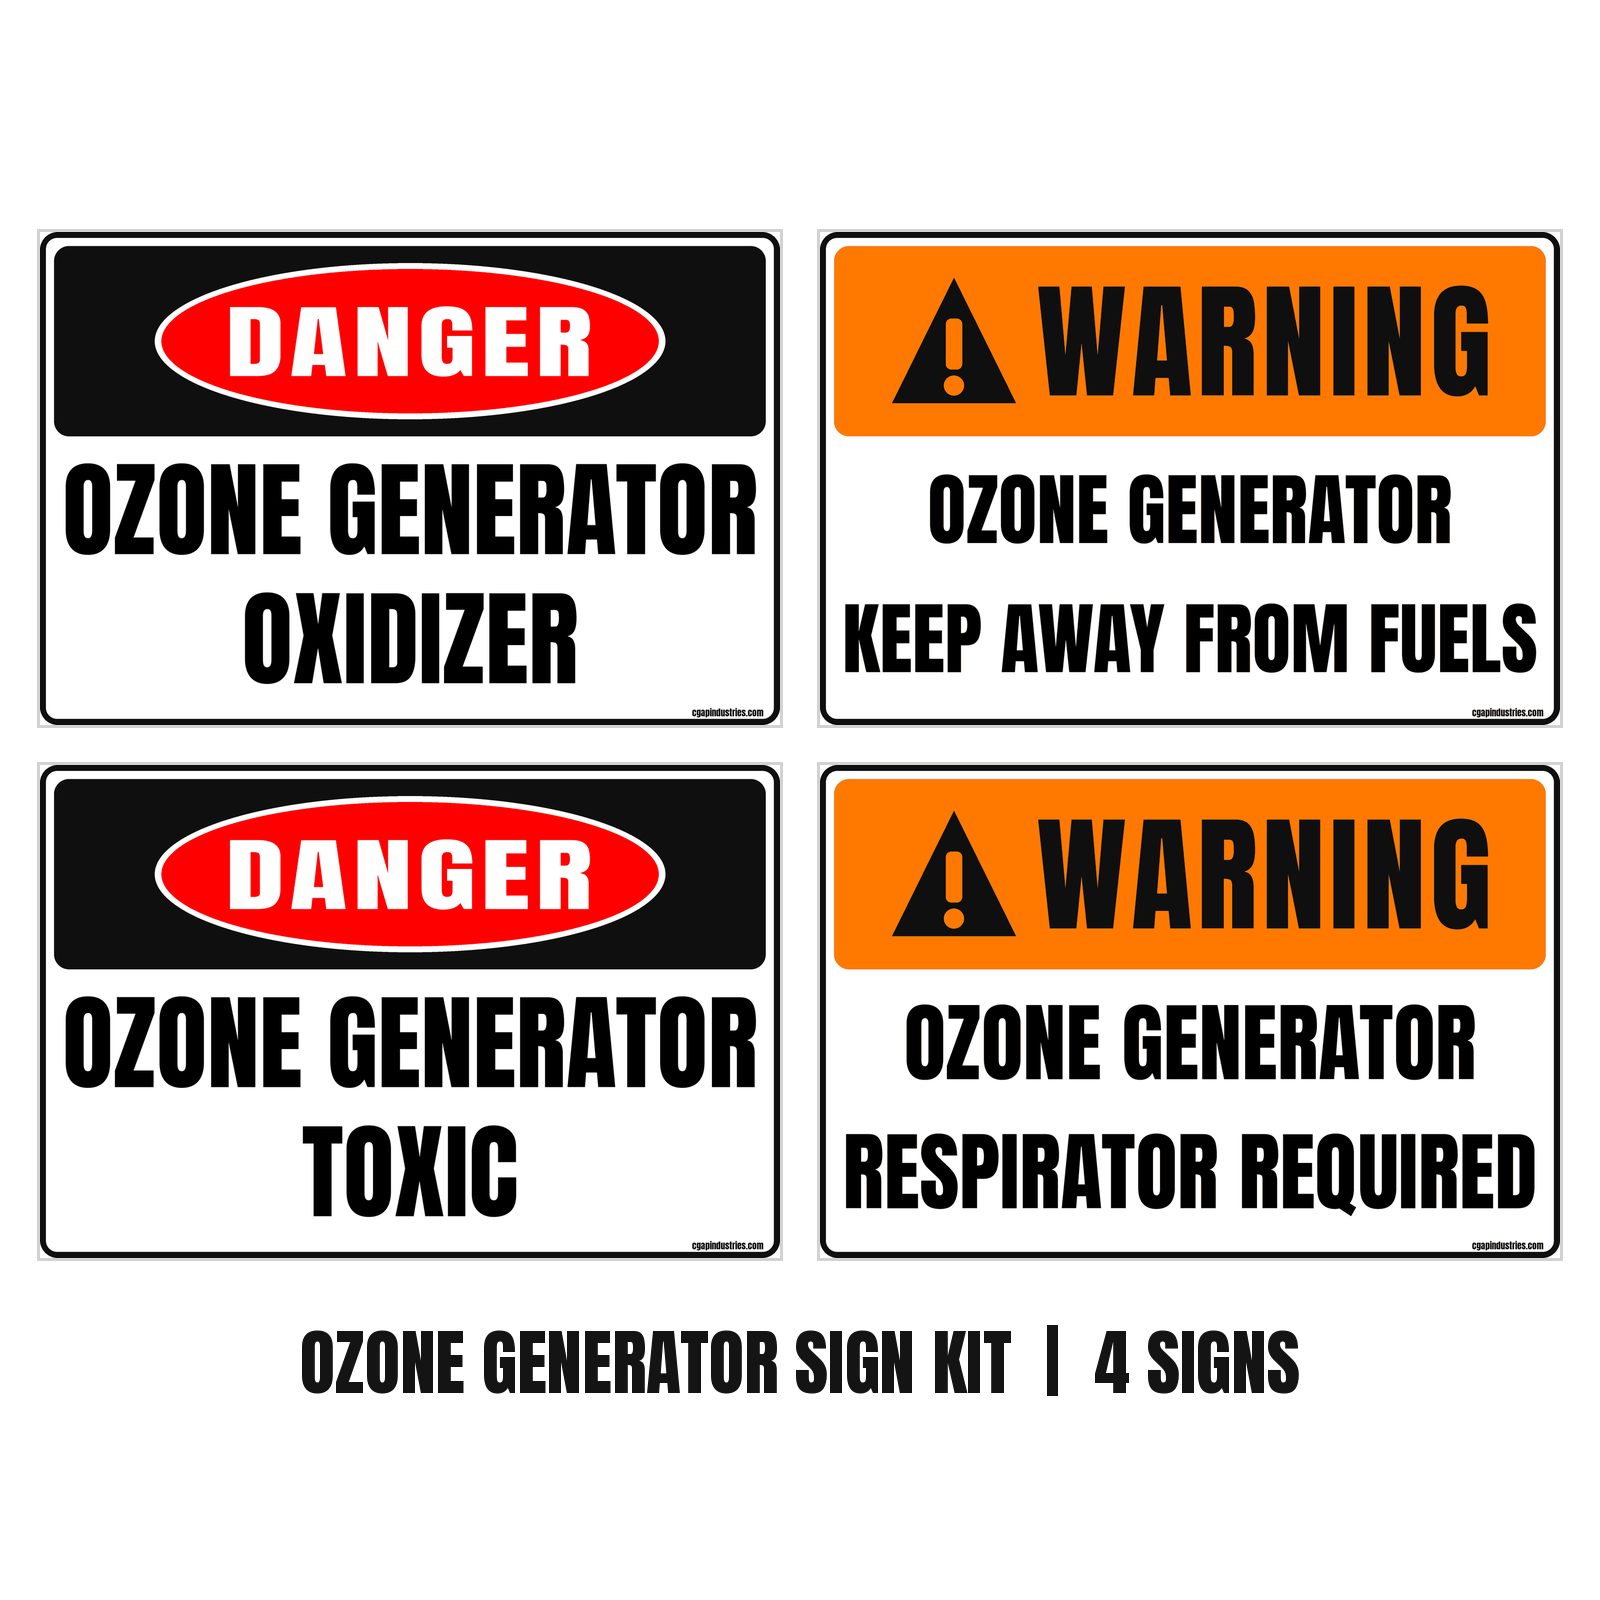 DANGER
OZONE GENERATOR
OXIDIZER
cgapindustries.com
WARNING
OZONE GENERATOR
KEEP AWAY FROM FUELS
cgapindustries.com
DANGER
OZONE GENERATOR
TOXIC
cgapindustries.com
WARNING
OZONE GENERATOR
RESPIRATOR REQUIRED
cgapindustries.com
OZONE GENERATOR SIGN KIT | 4 SIGNS